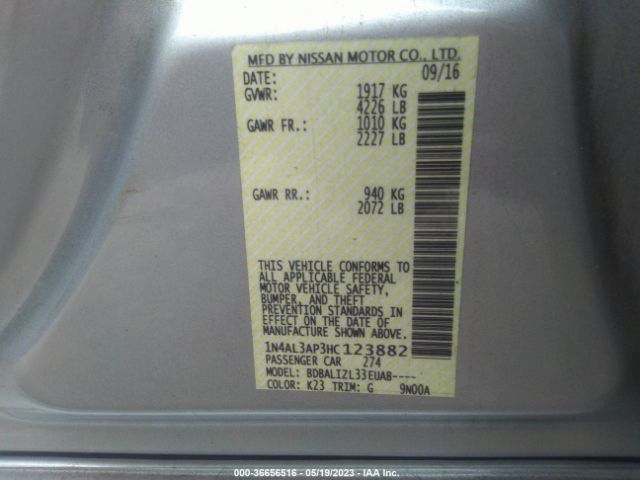 MFD BY NISSAN MOTOR CO., LTD.
DATE: 09/16
GVWR: 1917 KG
4226 LB
GAWR FR.: 1010 KG
2227 LB
GAWR RR.: 940 KG
2072 LB
THIS VEHICLE CONFORMS TO
ALL APPLICABLE FEDERAL
MOTOR VEHICLE SAFETY,
BUMPER, AND THEFT
PREVENTION STANDARDS IN
EFFECT ON THE DATE OF
MANUFACTURE SHOWN ABOVE.
1N4AL3AP3HC123882
PASSENGER CAR 274
MODEL: BDBALIZL33EUAB----
COLOR: K23 TRIM: G 9N00A
000-36656516 - 05/19/2023 - IAA Inc.